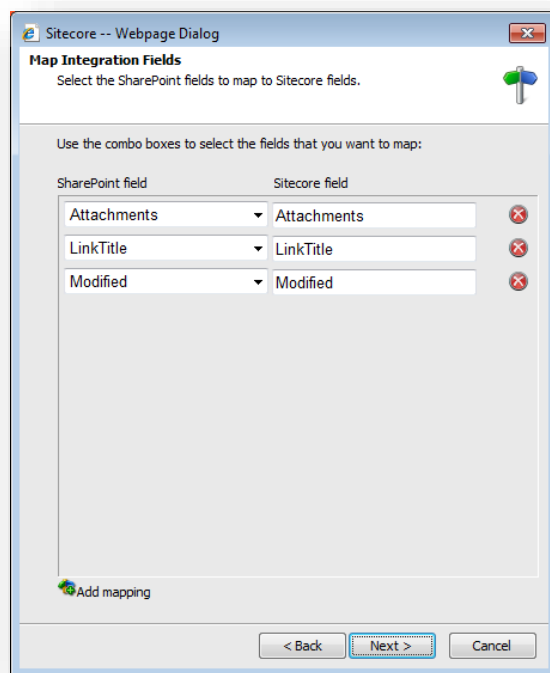 Sitecore -- Webpage Dialog
Map Integration Fields
Select the SharePoint fields to map to Sitecore fields.
Use the combo boxes to select the fields that you want to map:
SharePoint field Sitecore field
Attachments Attachments
LinkTitle LinkTitle
Modified Modified
Add mapping
< Back Next > Cancel